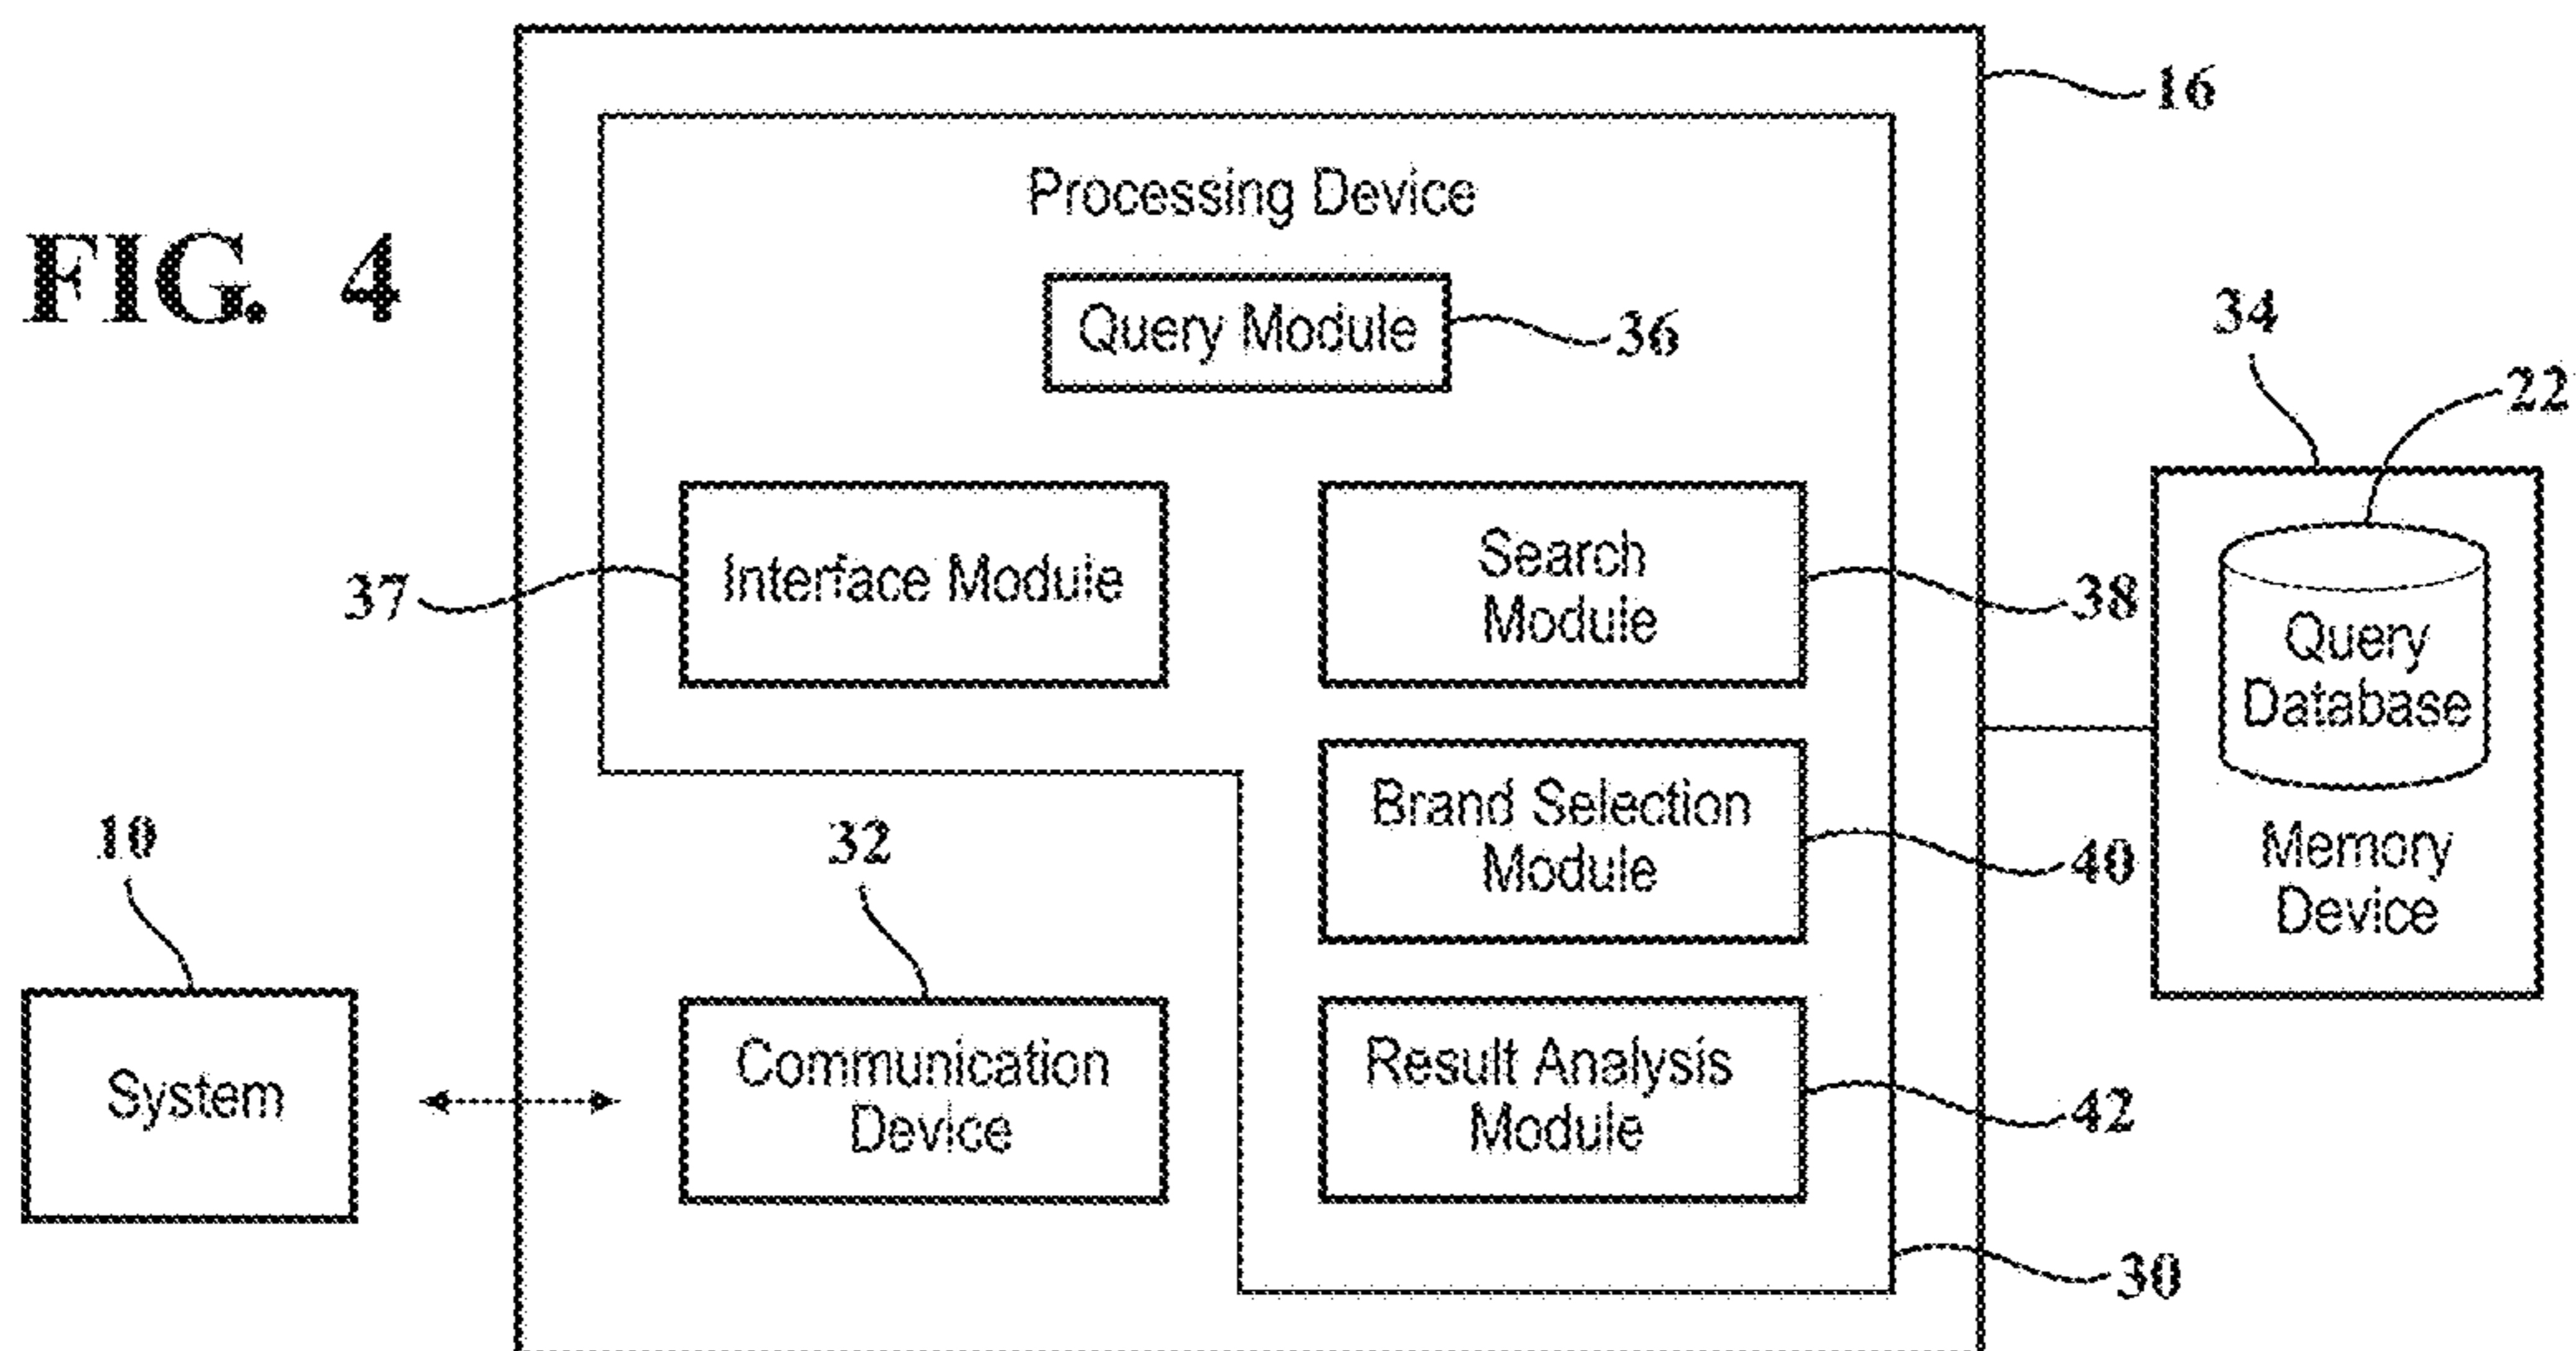 FIG. 4
16
Processing Device
Query Module
36
34
22
Interface Module
37
Search
Module
38
Query
Database
Memory
Device
Brand Selection
Module
40
10
System
32
Communication
Device
Result Analysis
Module
42
30